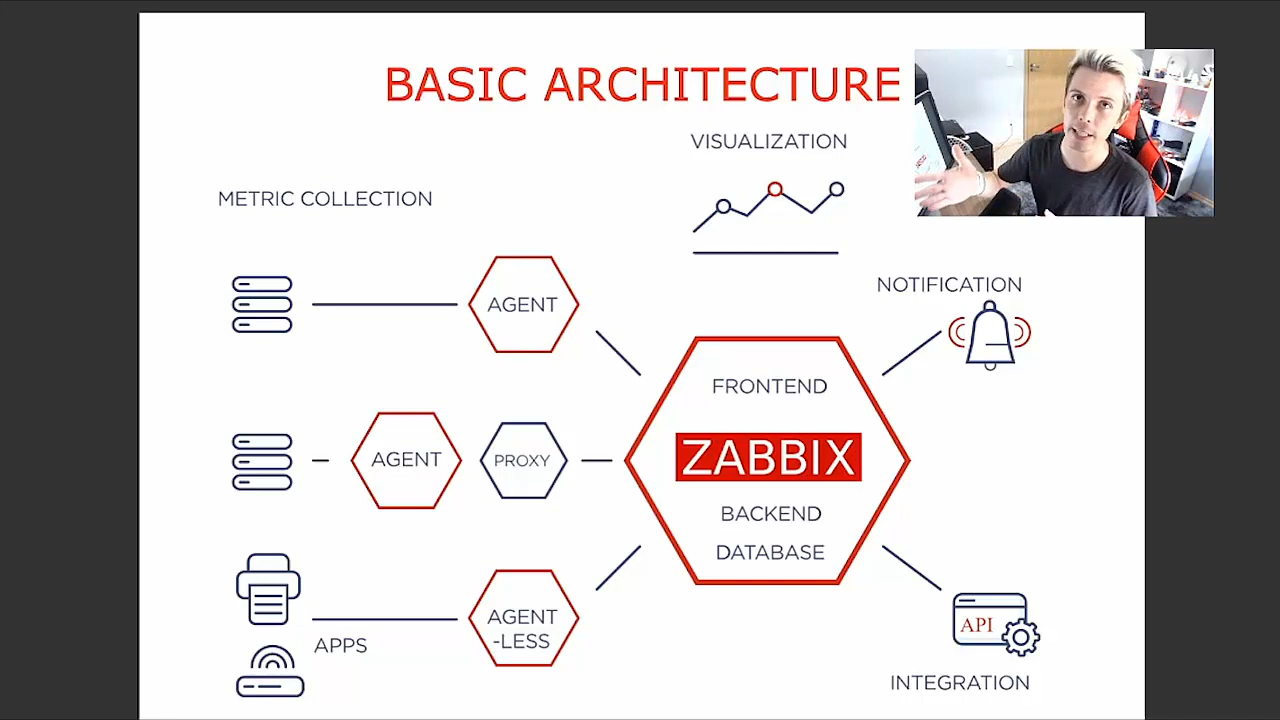 BASIC ARCHITECTURE
VISUALIZATION
METRIC COLLECTION
AGENT
NOTIFICATION
FRONTEND
AGENT
PROXY
ZABBIX
BACKEND
DATABASE
AGENT
-LESS
APPS
API
INTEGRATION